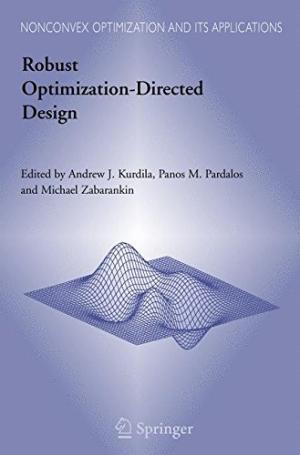 NONCONVEX OPTIMIZATION AND ITS APPLICATIONS
Robust
Optimization-Directed
Design
Edited by Andrew J. Kurdila, Panos M. Pardalos
and Michael Zabarankin
Springer